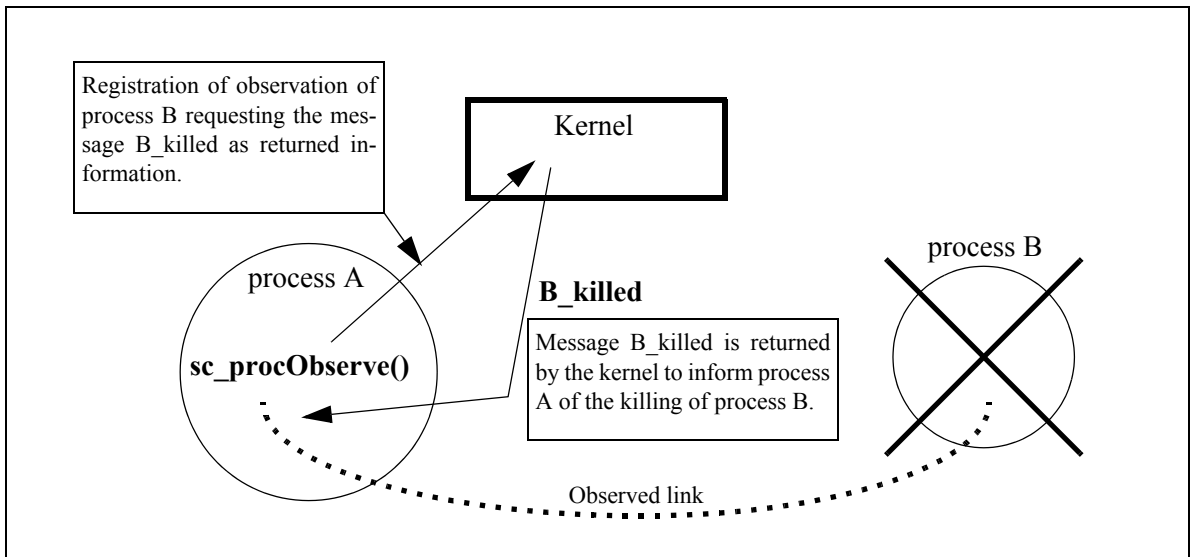 Registration of observation of
process B requesting the mes-
sage B_killed as returned in-
formation.
Kernel
process A
process B
B_killed
sc_procObserve()
Message B_killed is returned
by the kernel to inform process
A of the killing of process B.
Observed link